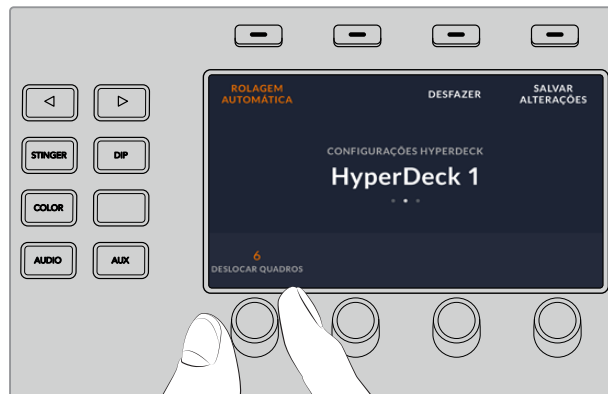 ROLAGEM
AUTOMÁTICA
DESFAZER
SALVAR
ALTERAÇÕES
STINGER
DIP
CONFIGURAÇÕES HYPERDECK
HyperDeck 1
COLOR
AUDIO
AUX
6
DESLOCAR QUADROS